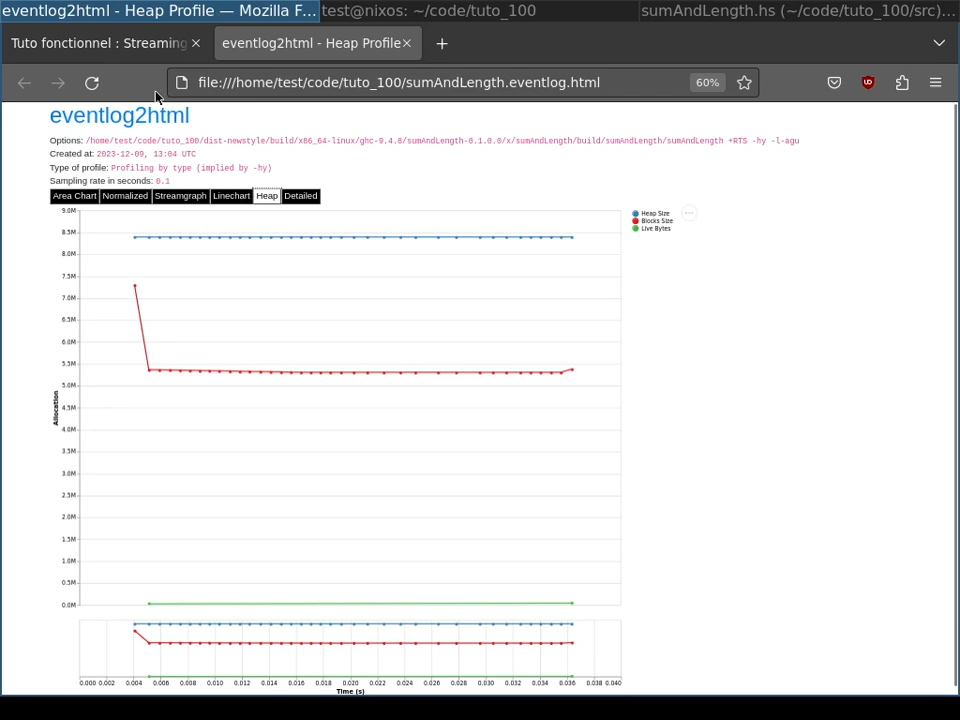 eventlog2html - Heap Profile — Mozilla F...
test@nixos: ~/code/tuto_100
sumAndLength.hs (~/code/tuto_100/src)...
Tuto fonctionnel : Streaming
eventlog2html - Heap Profile
file:///home/test/code/tuto_100/sumAndLength.eventlog.html
60%
eventlog2html
Options: /home/test/code/tuto_100/dist-newstyle/build/x86_64-linux/ghc-9.4.8/sumAndLength-0.1.0.0/x/sumAndLength/build/sumAndLength/sumAndLength +RTS -hy -l-agu
Created at: 2023-12-09, 13:04 UTC
Type of profile: Profiling by type (implied by -hy)
Sampling rate in seconds: 0.1
Area Chart Normalized Streamgraph Linechart Heap Detailed
Heap Size
Blocks Size
Live Bytes
9.0M
8.5M
8.0M
7.5M
7.0M
6.5M
6.0M
5.5M
5.0M
4.5M
4.0M
3.5M
3.0M
2.5M
2.0M
1.5M
1.0M
0.5M
0.0M
Allocation
0.000 0.002 0.004 0.006 0.008 0.010 0.012 0.014 0.016 0.018 0.020 0.022 0.024 0.026 0.028 0.030 0.032 0.034 0.036 0.038 0.040
Time (s)